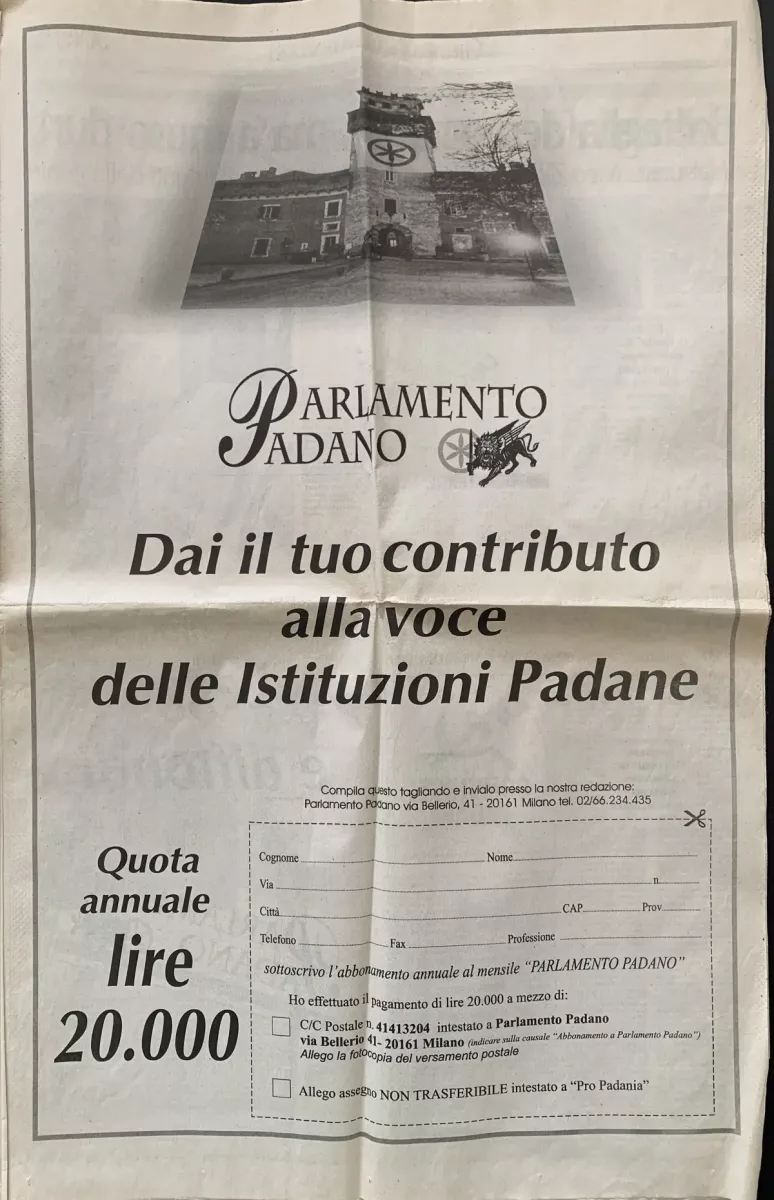 PARLAMENTO
PADANO
Dai il tuo contributo
alla voce
delle Istituzioni Padane
Compila questo tagliando e invialo presso la nostra redazione:
Parlamento Padano via Bellerio, 41 - 20161 Milano tel. 02/66.234.435
Quota
annuale
lire
20.000
Cognome Nome
Via n.
Città CAP Prov.
Telefono Fax Professione
sottoscrivo l'abbonamento annuale al mensile "PARLAMENTO PADANO"
Ho effettuato il pagamento di lire 20.000 a mezzo di:
C/C Postale n. 41413204 intestato a Parlamento Padano
via Bellerio 41- 20161 Milano (indicare sulla causale "Abbonamento a Parlamento Padano")
Allego la fotocopia del versamento postale
Allego assegno NON TRASFERIBILE intestato a "Pro Padania"